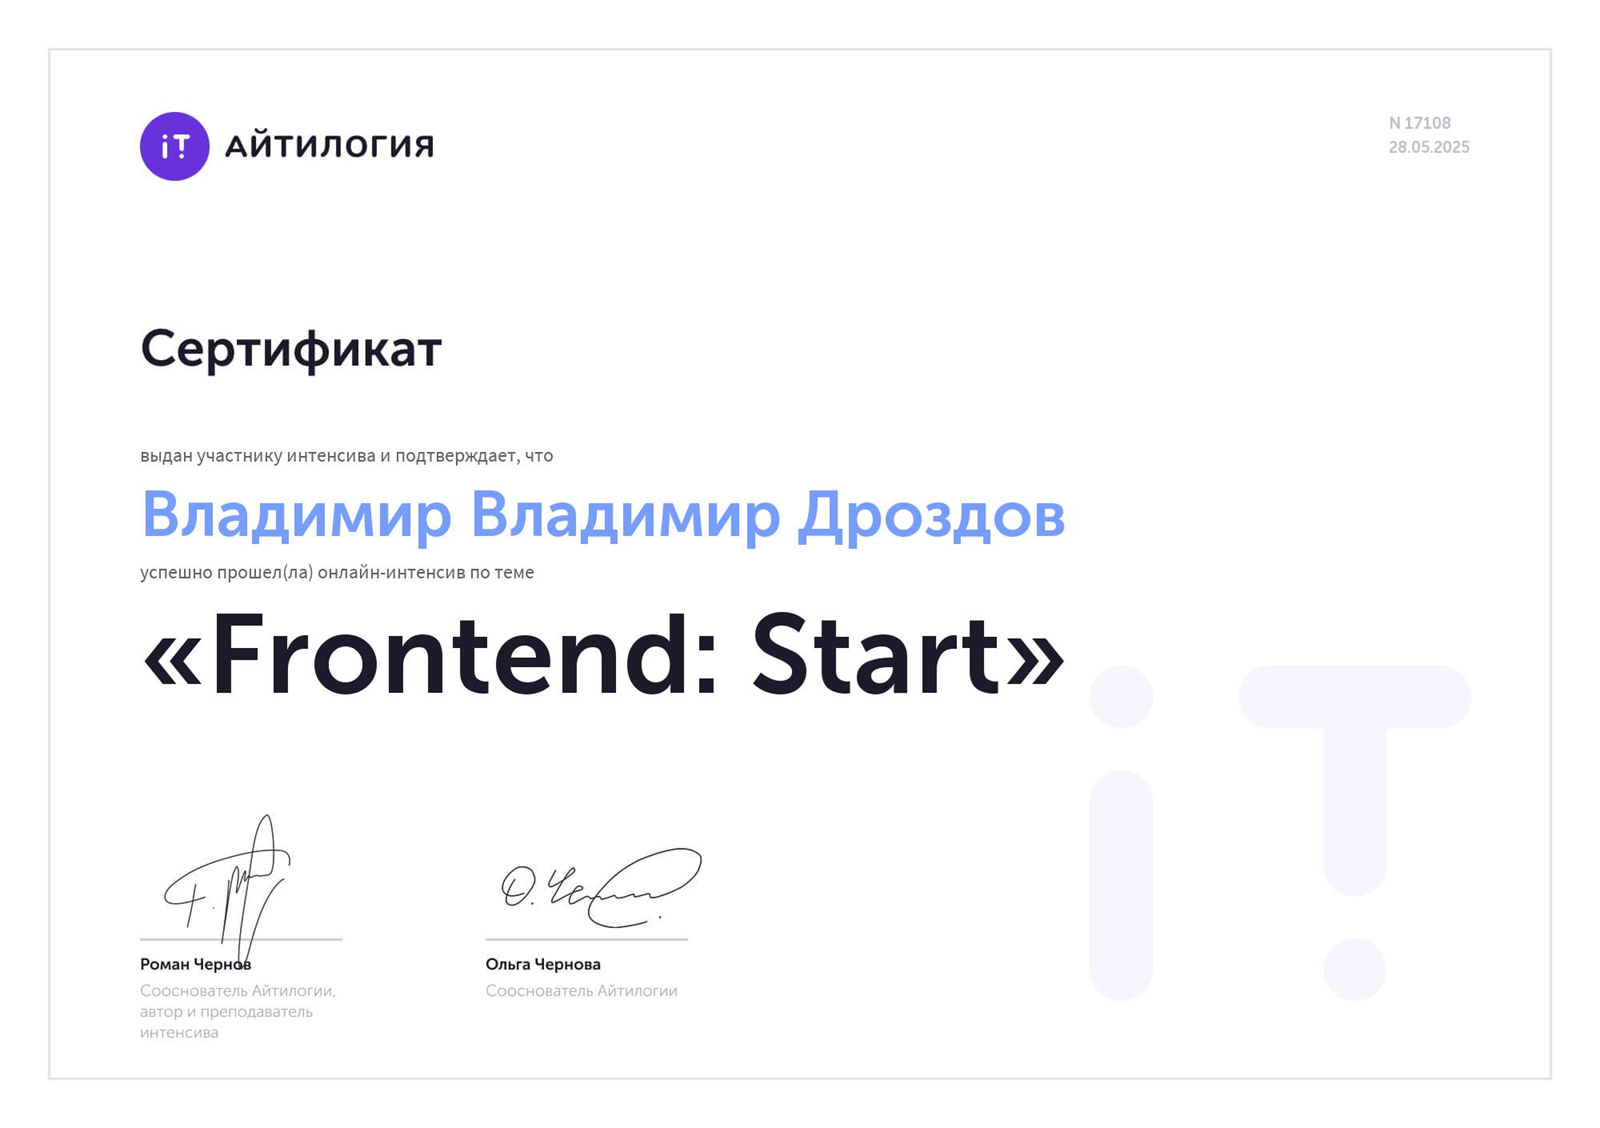 iT АЙТИЛОГИЯ
N 17108
28.05.2025
Сертификат
выдан участнику интенсива и подтверждает, что
Владимир Владимир Дроздов
успешно прошел(ла) онлайн-интенсив по теме
«Frontend: Start»
iT
Роман Чернов
Сооснователь Айтилогии,
автор и преподаватель
интенсива
Ольга Чернова
Сооснователь Айтилогии